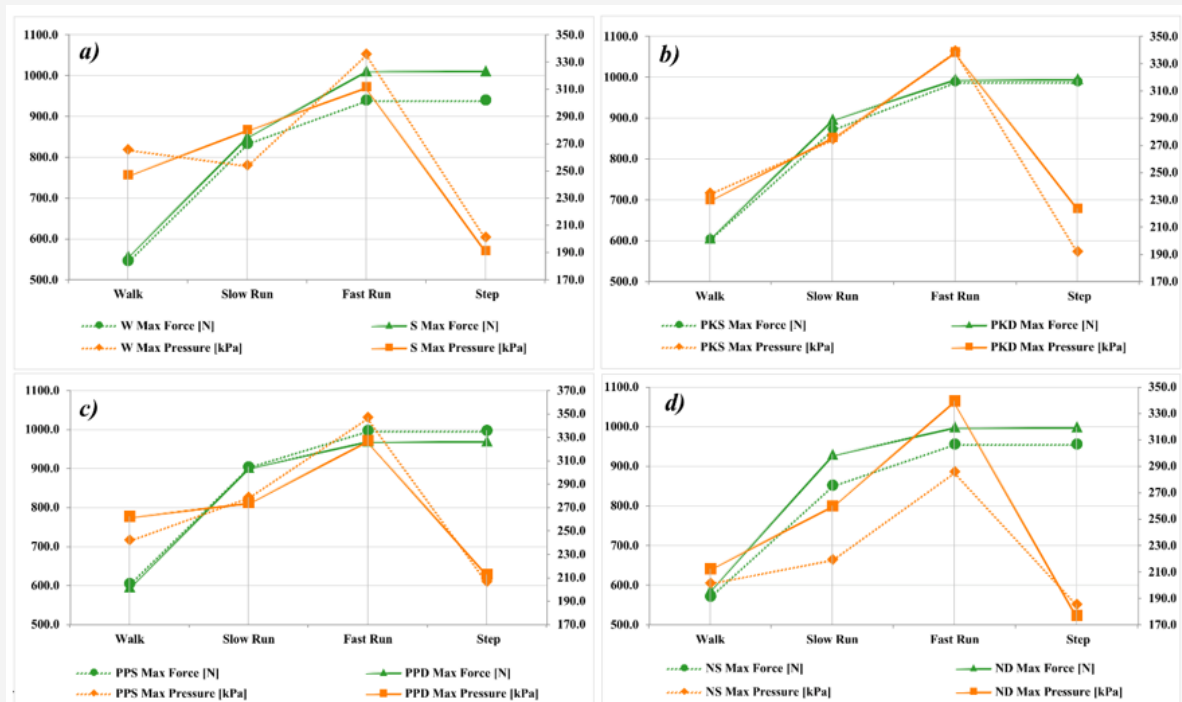 a)
1100.0 350.0
1000.0 330.0
900.0 310.0
800.0 290.0
700.0 270.0
600.0 250.0
500.0 230.0
210.0
190.0
170.0
Walk Slow Run Fast Run Step
W Max Force [N] S Max Force [N]
W Max Pressure [kPa] S Max Pressure [kPa]
b)
1100.0 350.0
1000.0 330.0
900.0 310.0
800.0 290.0
700.0 270.0
600.0 250.0
500.0 230.0
210.0
190.0
170.0
Walk Slow Run Fast Run Step
PKS Max Force [N] PKD Max Force [N]
PKS Max Pressure [kPa] PKD Max Pressure [kPa]
c)
1100.0 370.0
1000.0 350.0
900.0 330.0
800.0 310.0
700.0 290.0
600.0 270.0
500.0 250.0
230.0
210.0
190.0
170.0
Walk Slow Run Fast Run Step
PPS Max Force [N] PPD Max Force [N]
PPS Max Pressure [kPa] PPD Max Pressure [kPa]
d)
1100.0 350.0
1000.0 330.0
900.0 310.0
800.0 290.0
700.0 270.0
600.0 250.0
500.0 230.0
210.0
190.0
170.0
Walk Slow Run Fast Run Step
NS Max Force [N] ND Max Force [N]
NS Max Pressure [kPa] ND Max Pressure [kPa]